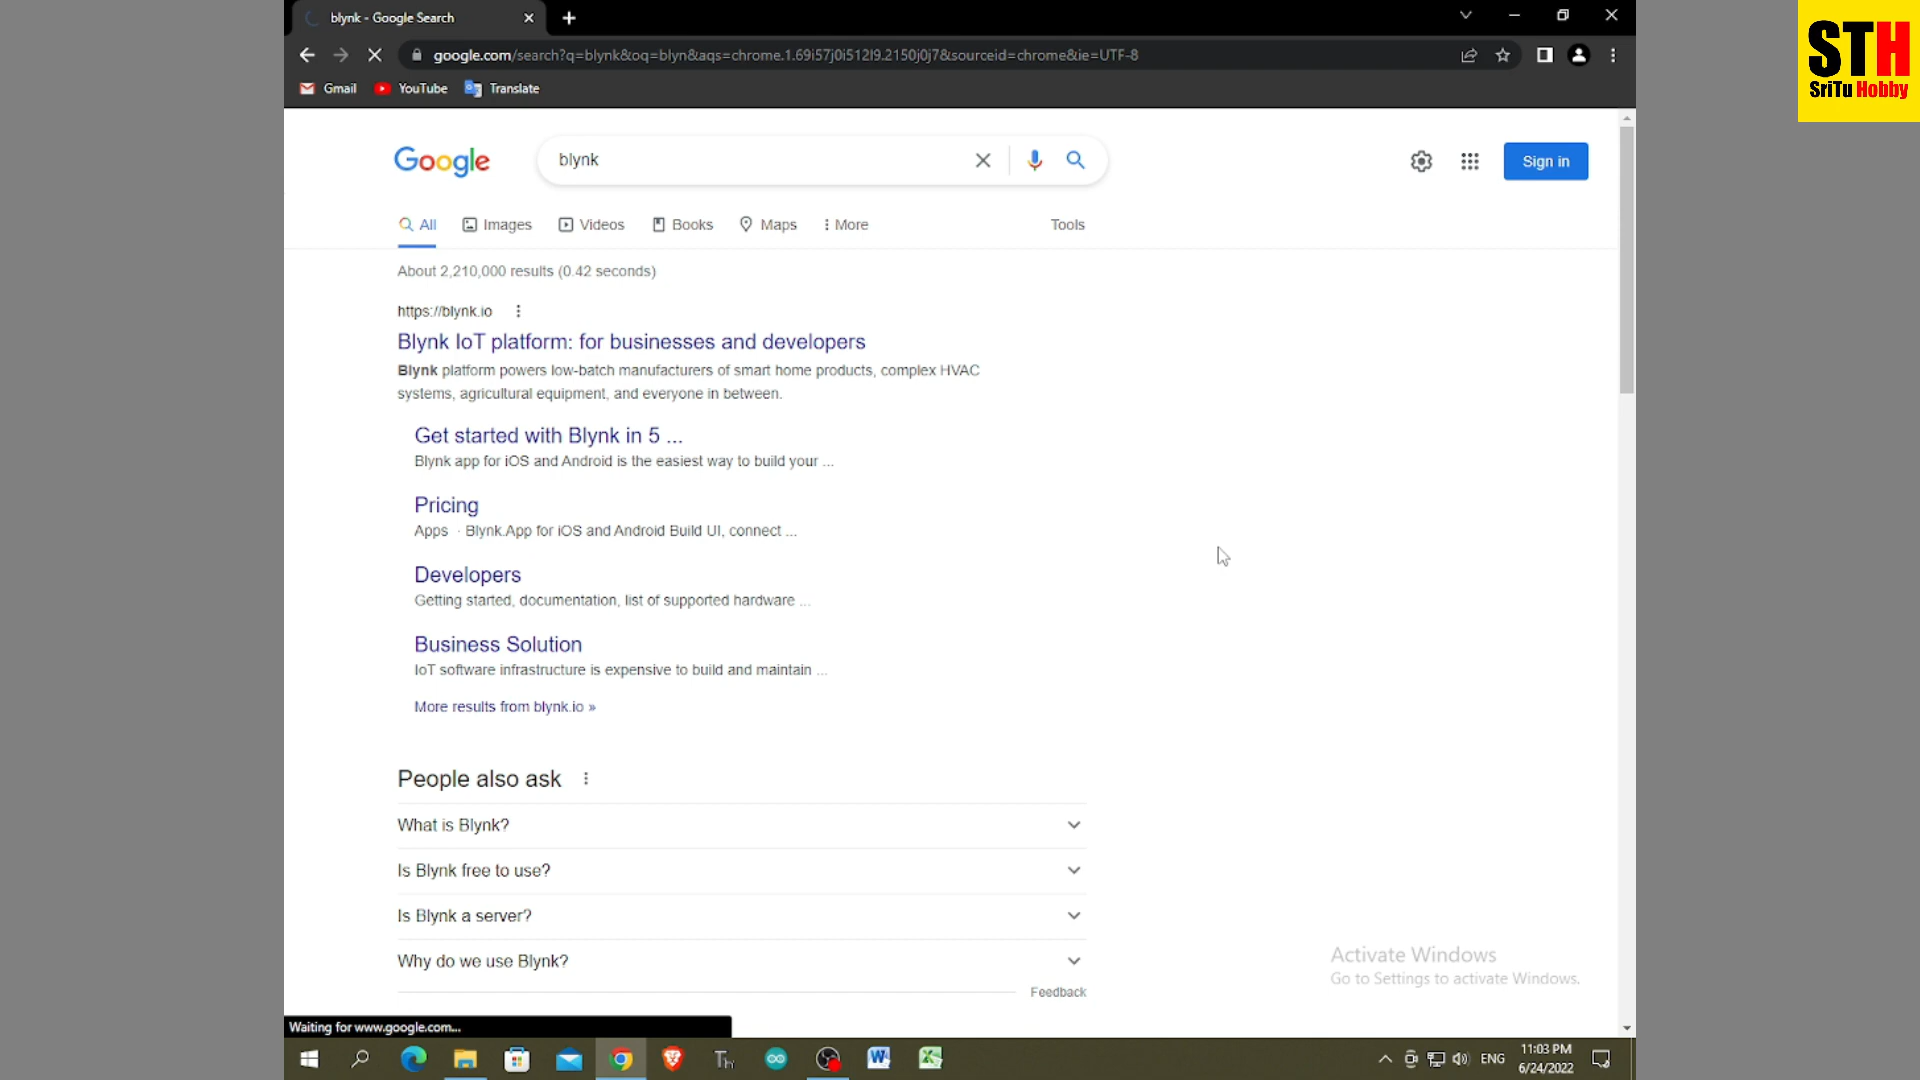 blynk - Google Search
google.com/search?q=blynk&oq=blyn&aqs=chrome.1.69i57j0i512l9.2150j0j7&sourceid=chrome&ie=UTF-8
Gmail YouTube Translate
STH
SriTu Hobby
Google blynk Sign in
All Images Videos Books Maps More Tools
About 2,210,000 results (0.42 seconds)
https://blynk.io
Blynk IoT platform: for businesses and developers
Blynk platform powers low-batch manufacturers of smart home products, complex HVAC
systems, agricultural equipment, and everyone in between.
Get started with Blynk in 5 ...
Blynk app for iOS and Android is the easiest way to build your ...
Pricing
Apps · Blynk.App for iOS and Android Build UI, connect ...
Developers
Getting started, documentation, list of supported hardware ...
Business Solution
IoT software infrastructure is expensive to build and maintain ...
More results from blynk.io »
People also ask
What is Blynk?
Is Blynk free to use?
Is Blynk a server?
Why do we use Blynk?
Feedback
Activate Windows
Go to Settings to activate Windows.
Waiting for www.google.com...
ENG 11:03 PM
6/24/2022